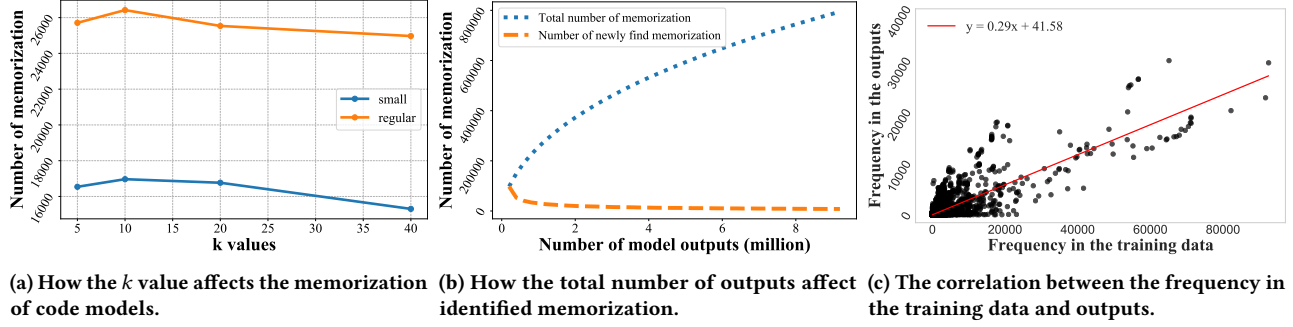 Number of memorization
26000
24000
22000
20000
18000
16000
small
regular
5
10
15
20
25
30
35
40
k values
(a) How the k value affects the memorization
of code models.
Number of memorization
800000
600000
400000
200000
0
Total number of memorization
Number of newly find memorization
0
2
4
6
8
Number of model outputs (million)
(b) How the total number of outputs affect
identified memorization.
Frequency in the outputs
40000
30000
20000
10000
0
y = 0.29x + 41.58
0
20000
40000
60000
80000
Frequency in the training data
(c) The correlation between the frequency in
the training data and outputs.